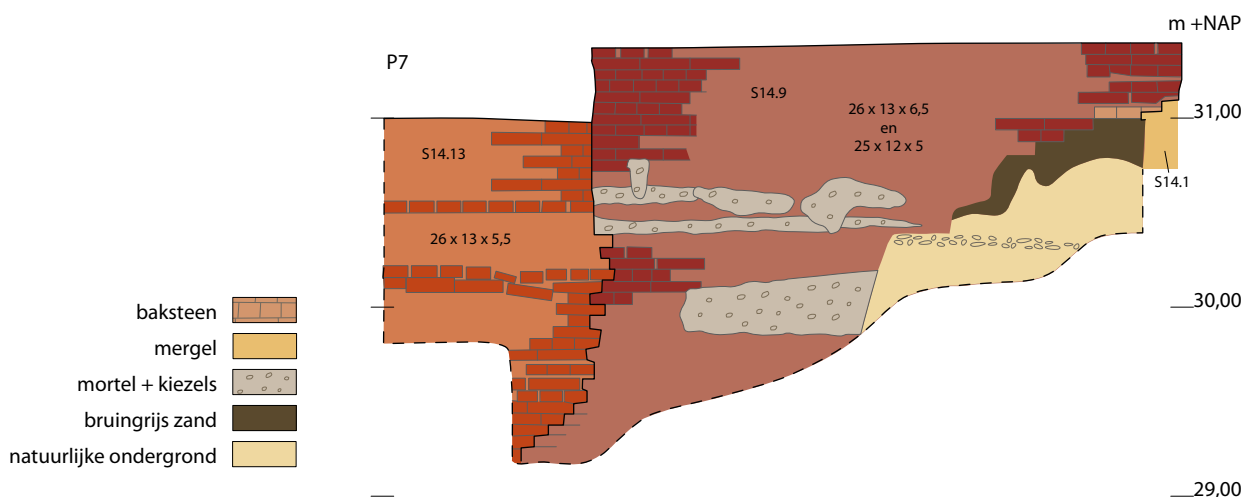 m +NAP
P7
S14.9
26 x 13 x 6,5
en
25 x 12 x 5
31,00
S14.13
S14.1
26 x 13 x 5,5
baksteen
30,00
mergel
mortel + kiezels
bruingrijs zand
natuurlijke ondergrond
29,00